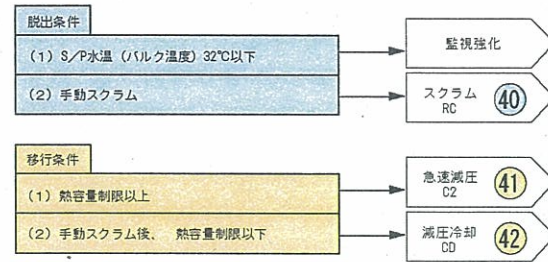 脱出条件
(1) S/P水温 (バルク温度) 32℃以下
監視強化
(2) 手動スクラム
スクラム
RC
40
移行条件
(1) 熱容量制限以上
急速減圧
C2
41
(2) 手動スクラム後、 熱容量制限以下
減圧冷却
CD
42